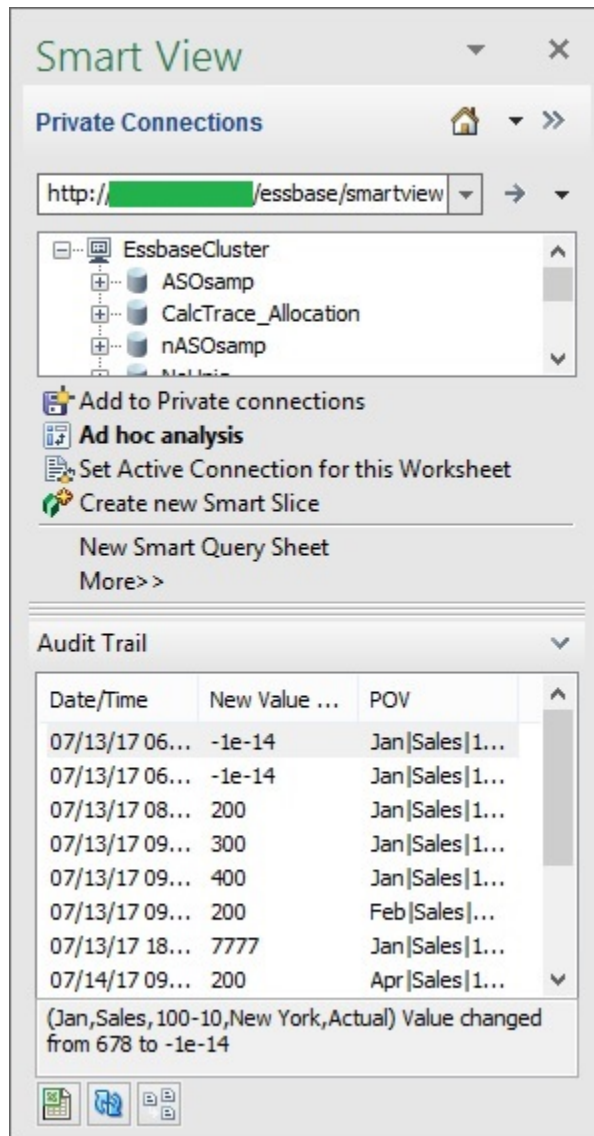 Smart View
Private Connections
http:// /essbase/smartview
EssbaseCluster
ASOsamp
CalcTrace_Allocation
nASOsamp
Add to Private connections
Ad hoc analysis
Set Active Connection for this Worksheet
Create new Smart Slice
New Smart Query Sheet
More>>
Audit Trail
Date/Time New Value ... POV
07/13/17 06... -1e-14 Jan|Sales|1...
07/13/17 06... -1e-14 Jan|Sales|1...
07/13/17 08... 200 Jan|Sales|1...
07/13/17 09... 300 Jan|Sales|1...
07/13/17 09... 400 Jan|Sales|1...
07/13/17 09... 200 Feb|Sales|...
07/13/17 18... 7777 Jan|Sales|1...
07/14/17 09... 200 Apr|Sales|1...
(Jan,Sales,100-10,New York,Actual) Value changed
from 678 to -1e-14